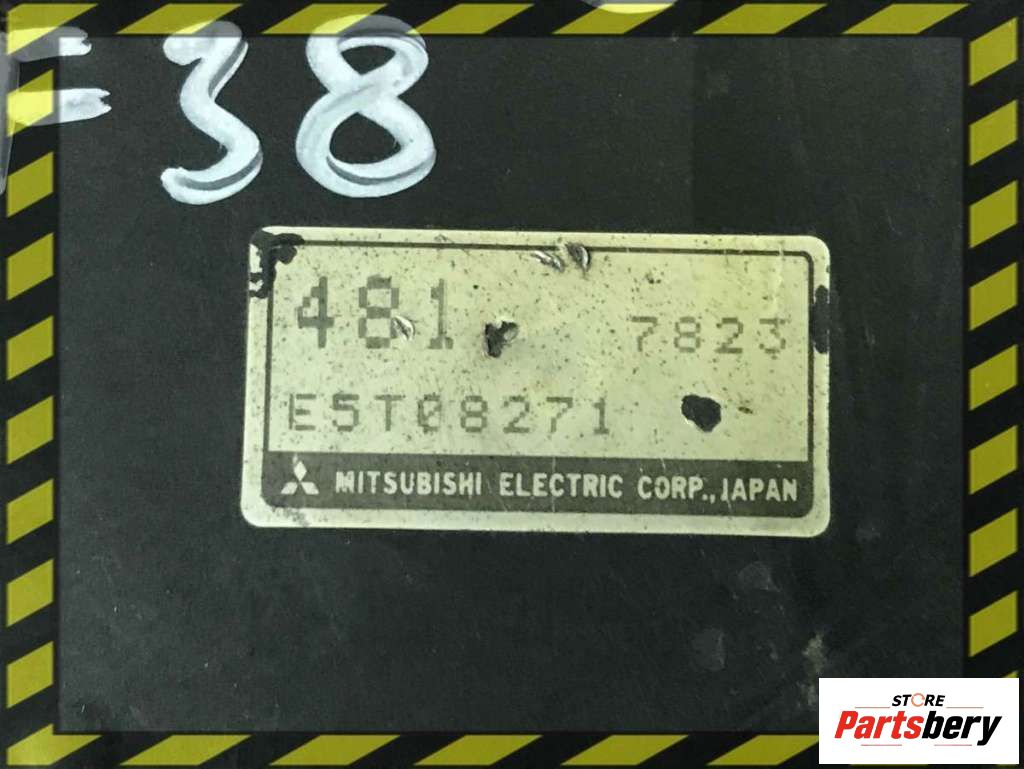 38
481 7823
E5T08271
MITSUBISHI ELECTRIC CORP., JAPAN
STORE
Partsbery